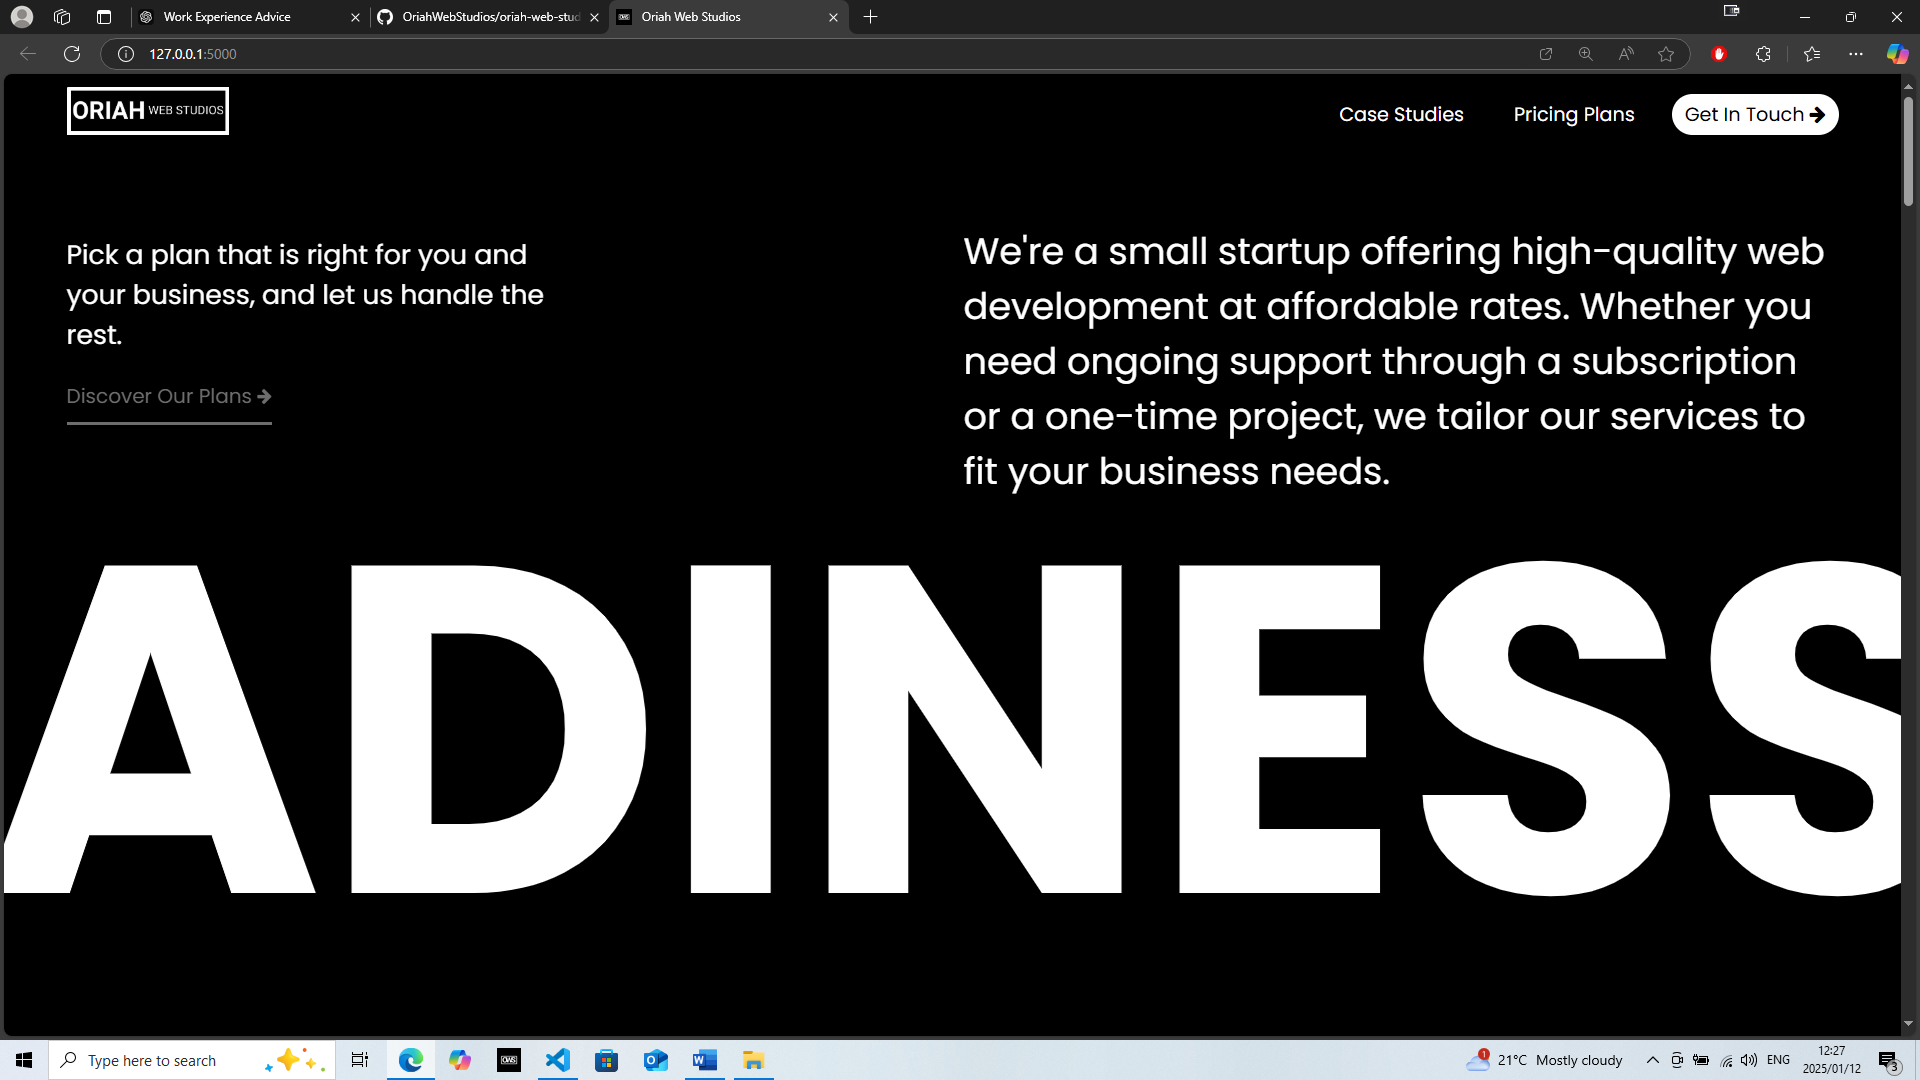 Work Experience Advice
OriahWebStudios/oriah-web-stud
Oriah Web Studios
127.0.0.1:5000
ORIAH WEB STUDIOS
Case Studies
Pricing Plans
Get In Touch
Pick a plan that is right for you and
your business, and let us handle the
rest.
Discover Our Plans
We're a small startup offering high-quality web
development at affordable rates. Whether you
need ongoing support through a subscription
or a one-time project, we tailor our services to
fit your business needs.
ADINESS
Type here to search
OWS
1
21°C Mostly cloudy
ENG
12:27
2025/01/12
3